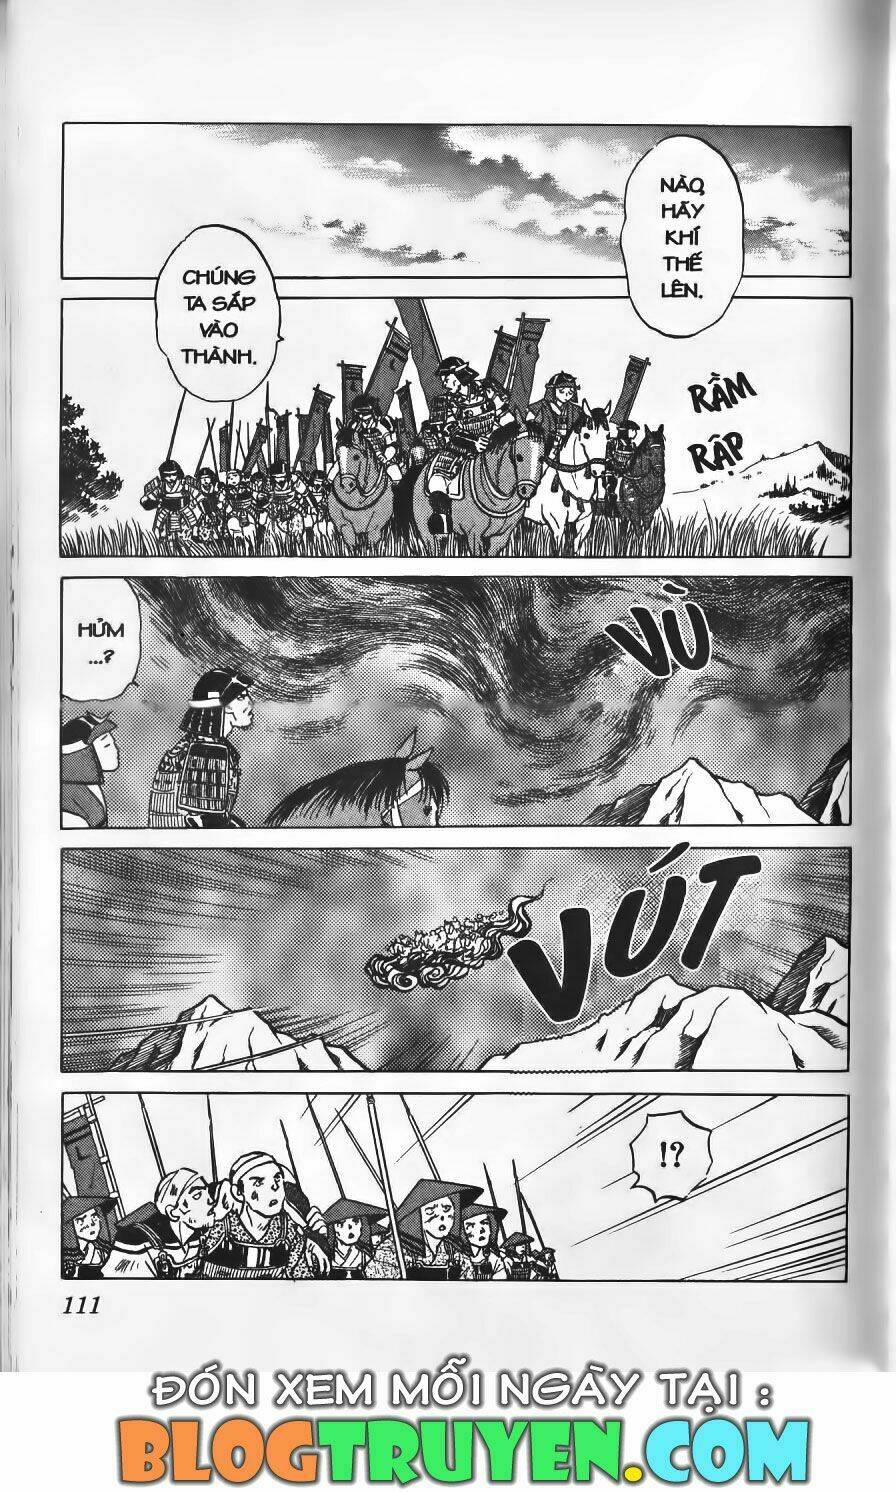 NÀO,
HÃY
KHÍ
THẾ
LÊN.
CHÚNG
TA SẮP
VÀO
THÀNH.
RẦM
RẬP
HỬM
...?
VÙ
VÚT
!?
111
ĐÓN XEM MỖI NGÀY TẠI :
BLOGTRUYEN.COM